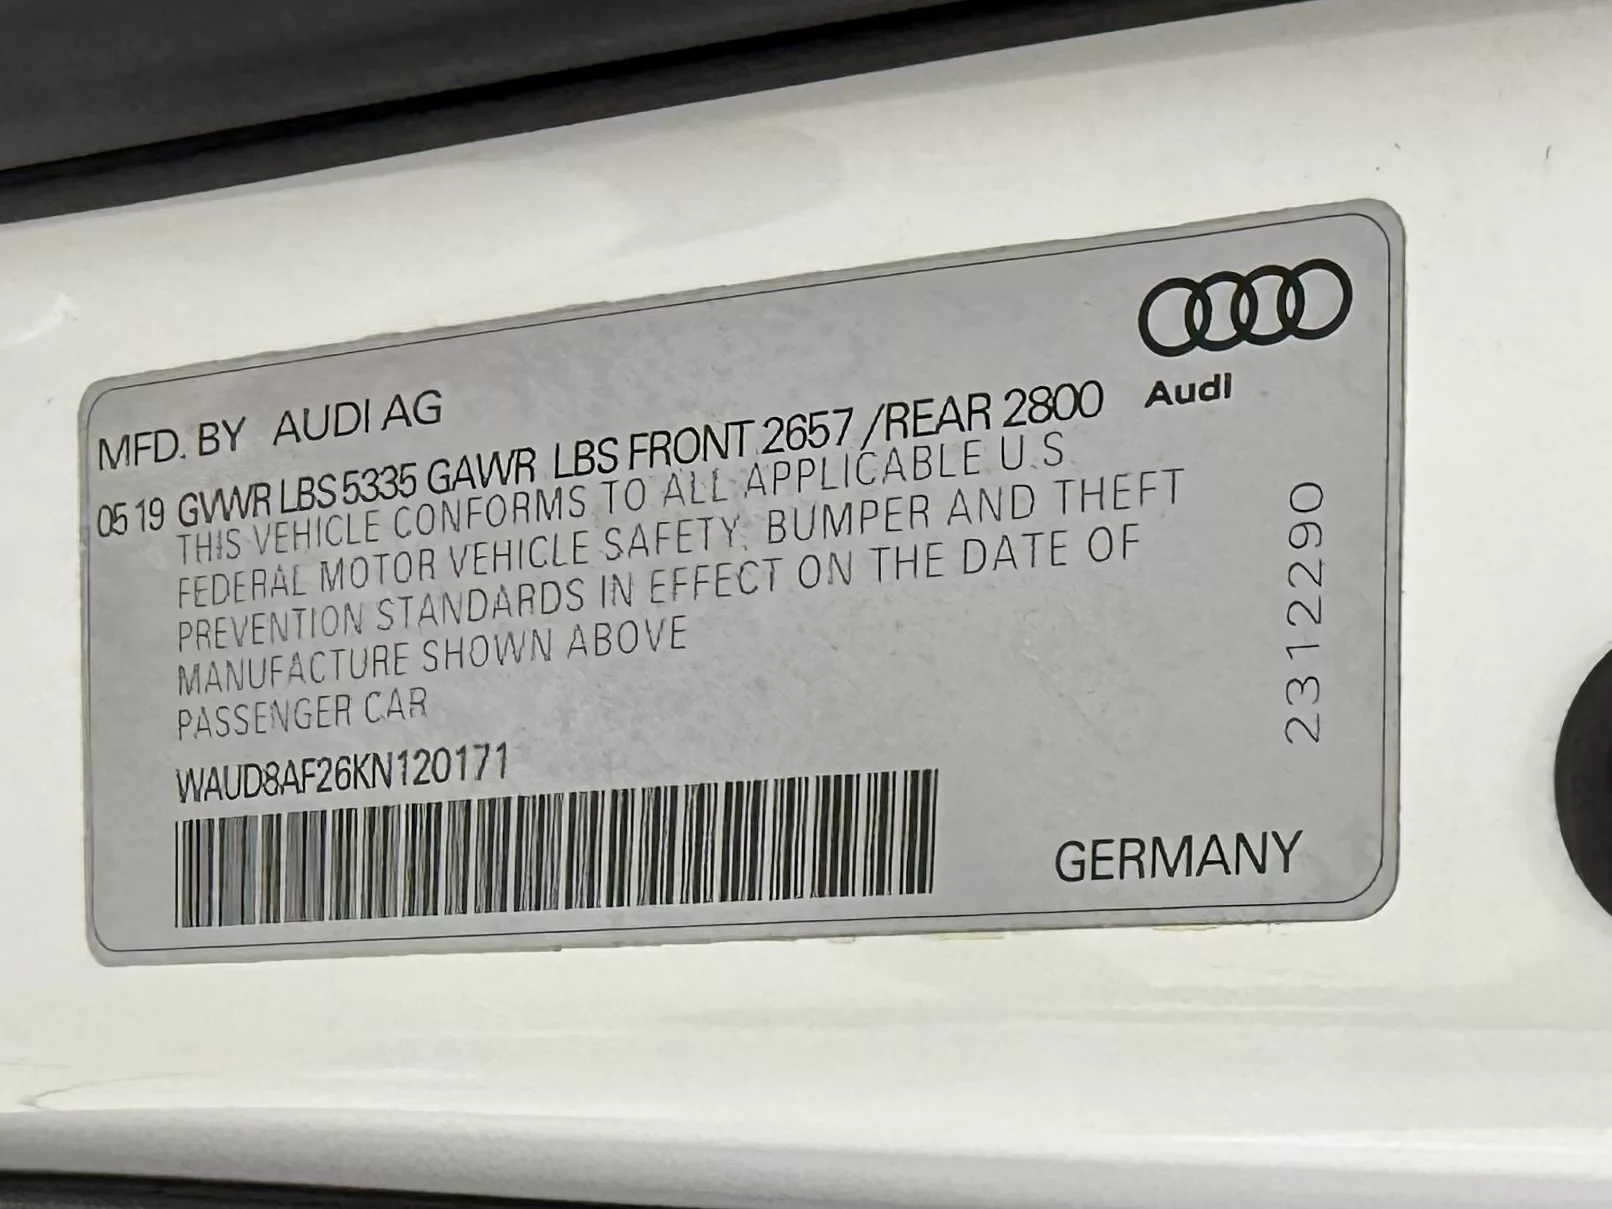 Audi
MFD. BY AUDI AG
05 19 GVWR LBS 5335 GAWR LBS FRONT 2657 /REAR 2800
THIS VEHICLE CONFORMS TO ALL APPLICABLE U.S
FEDERAL MOTOR VEHICLE SAFETY, BUMPER AND THEFT
PREVENTION STANDARDS IN EFFECT ON THE DATE OF
MANUFACTURE SHOWN ABOVE
PASSENGER CAR
WAUD8AF26KN120171
GERMANY
2312290